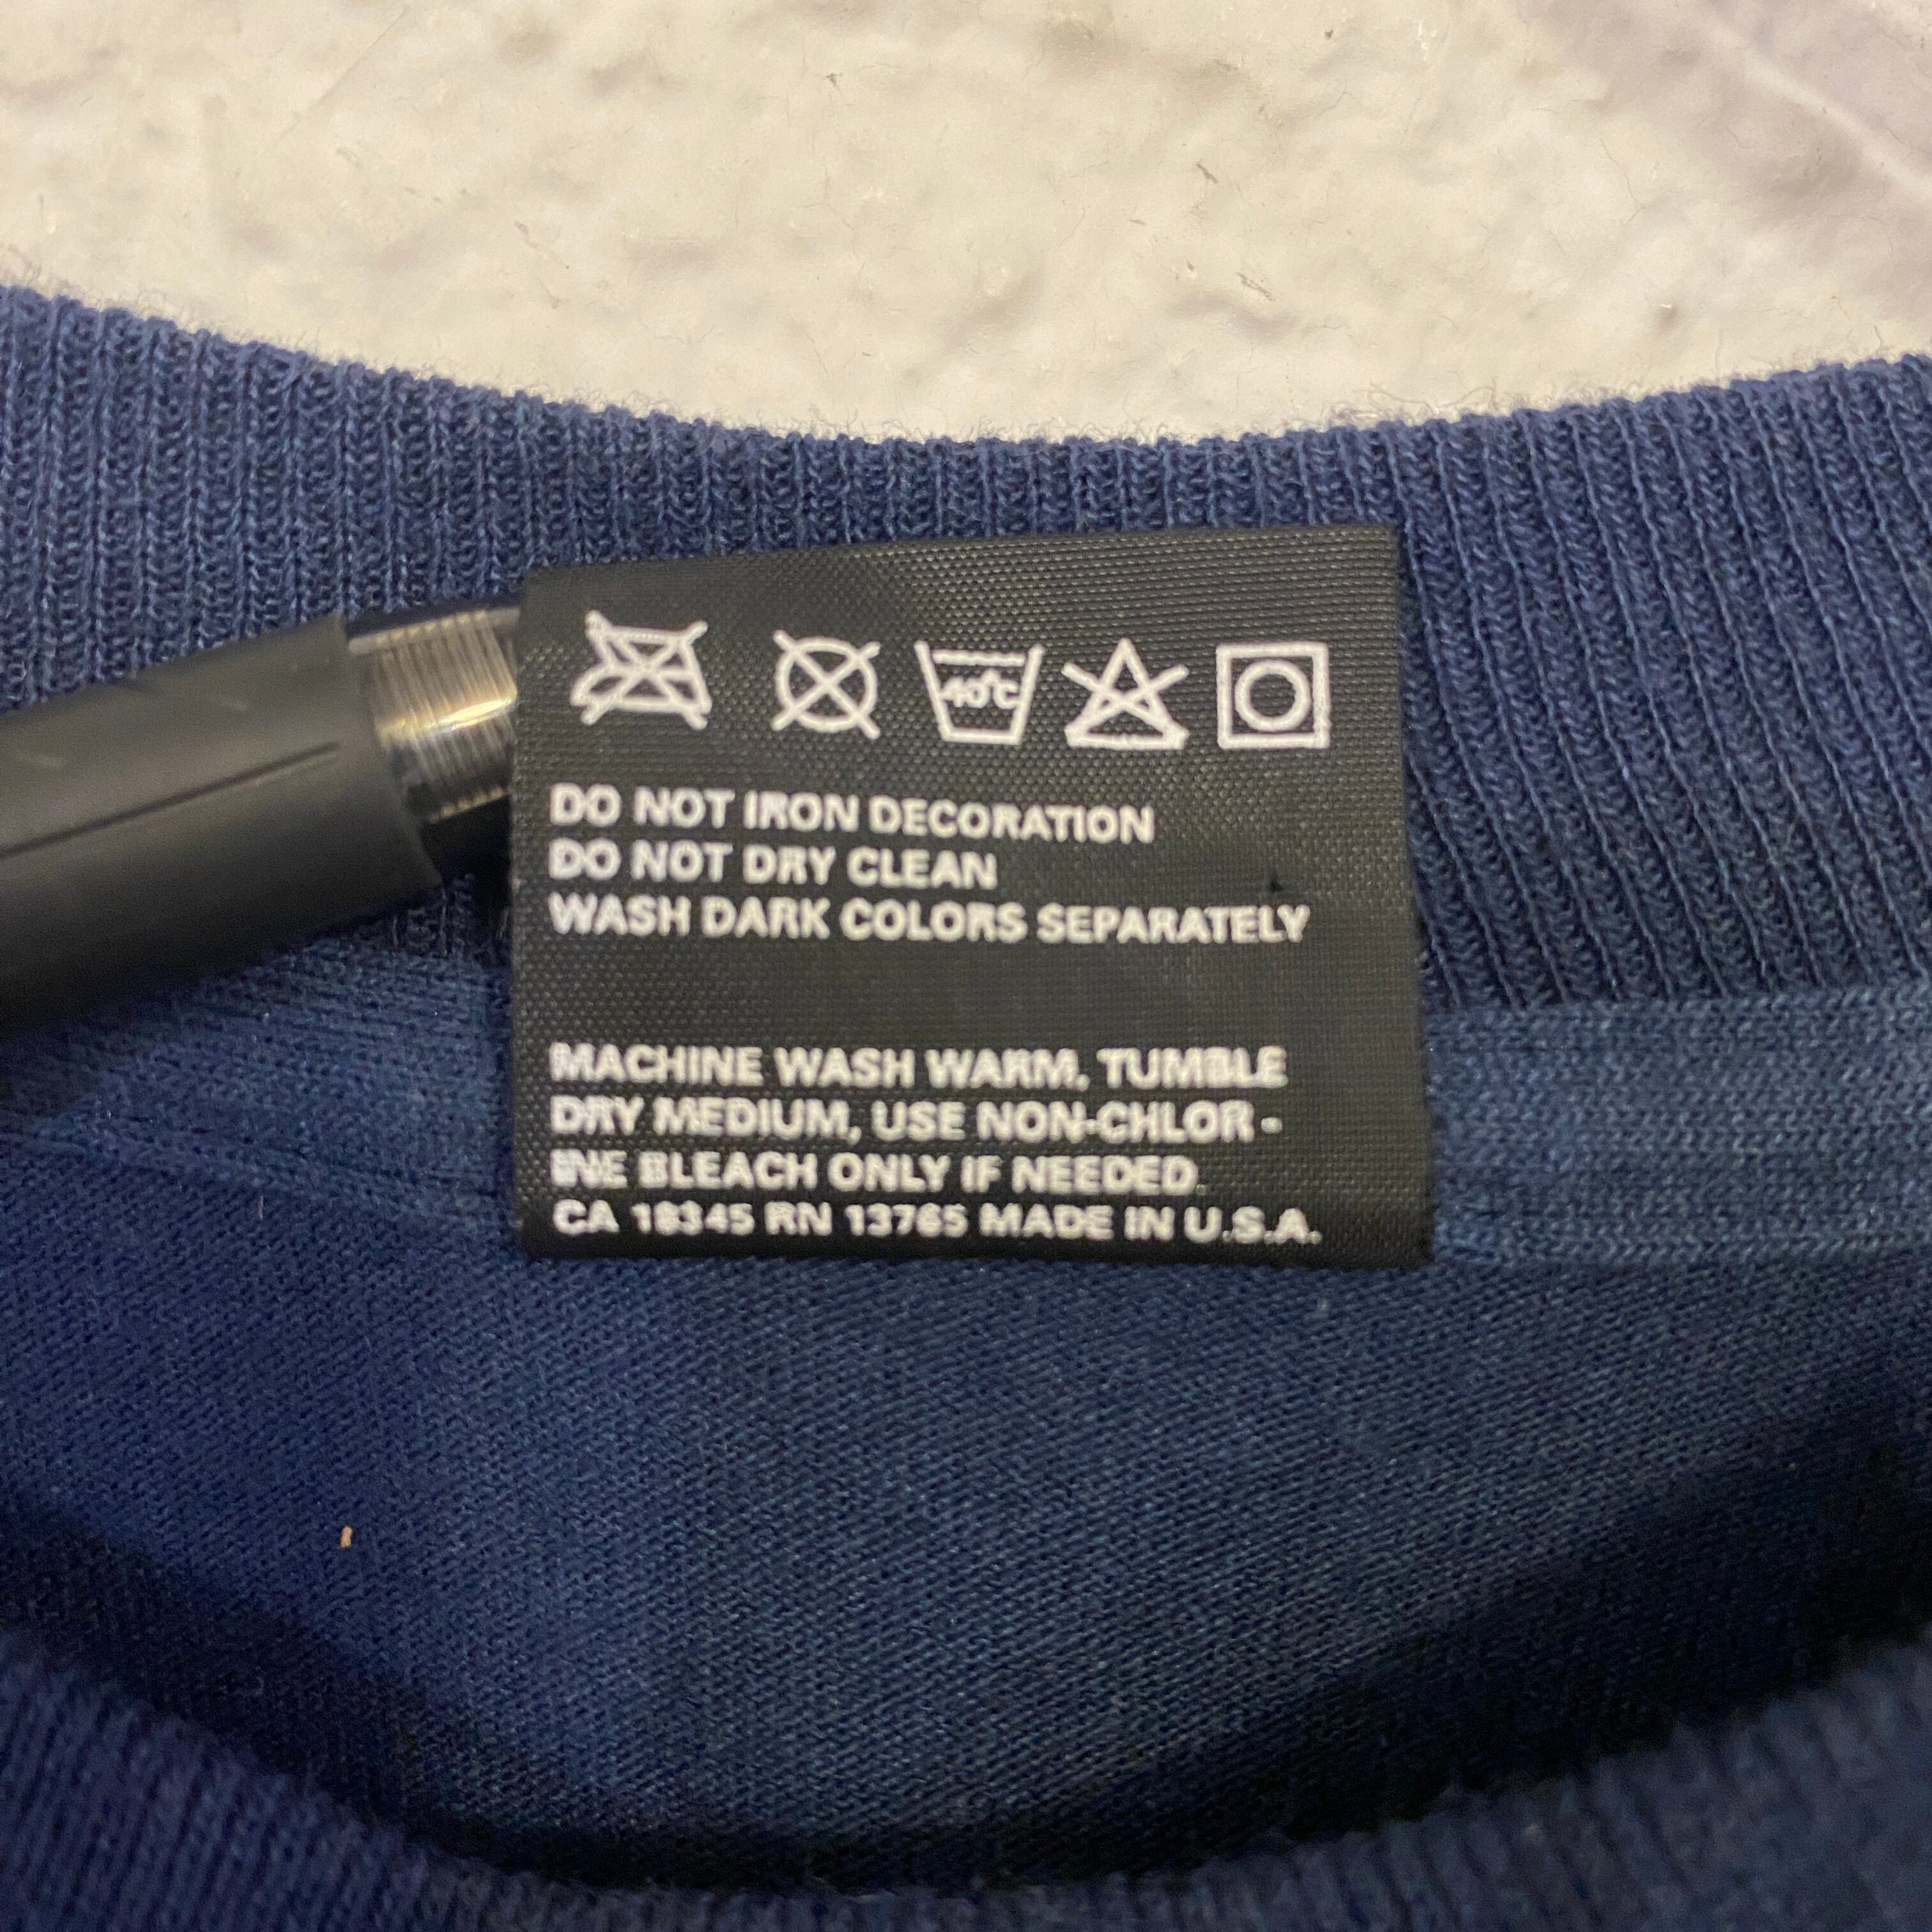 40°C
DO NOT IRON DECORATION
DO NOT DRY CLEAN
WASH DARK COLORS SEPARATELY
MACHINE WASH WARM, TUMBLE
DRY MEDIUM, USE NON-CHLOR -
INE BLEACH ONLY IF NEEDED.
CA 18345 RN 13765 MADE IN U.S.A.